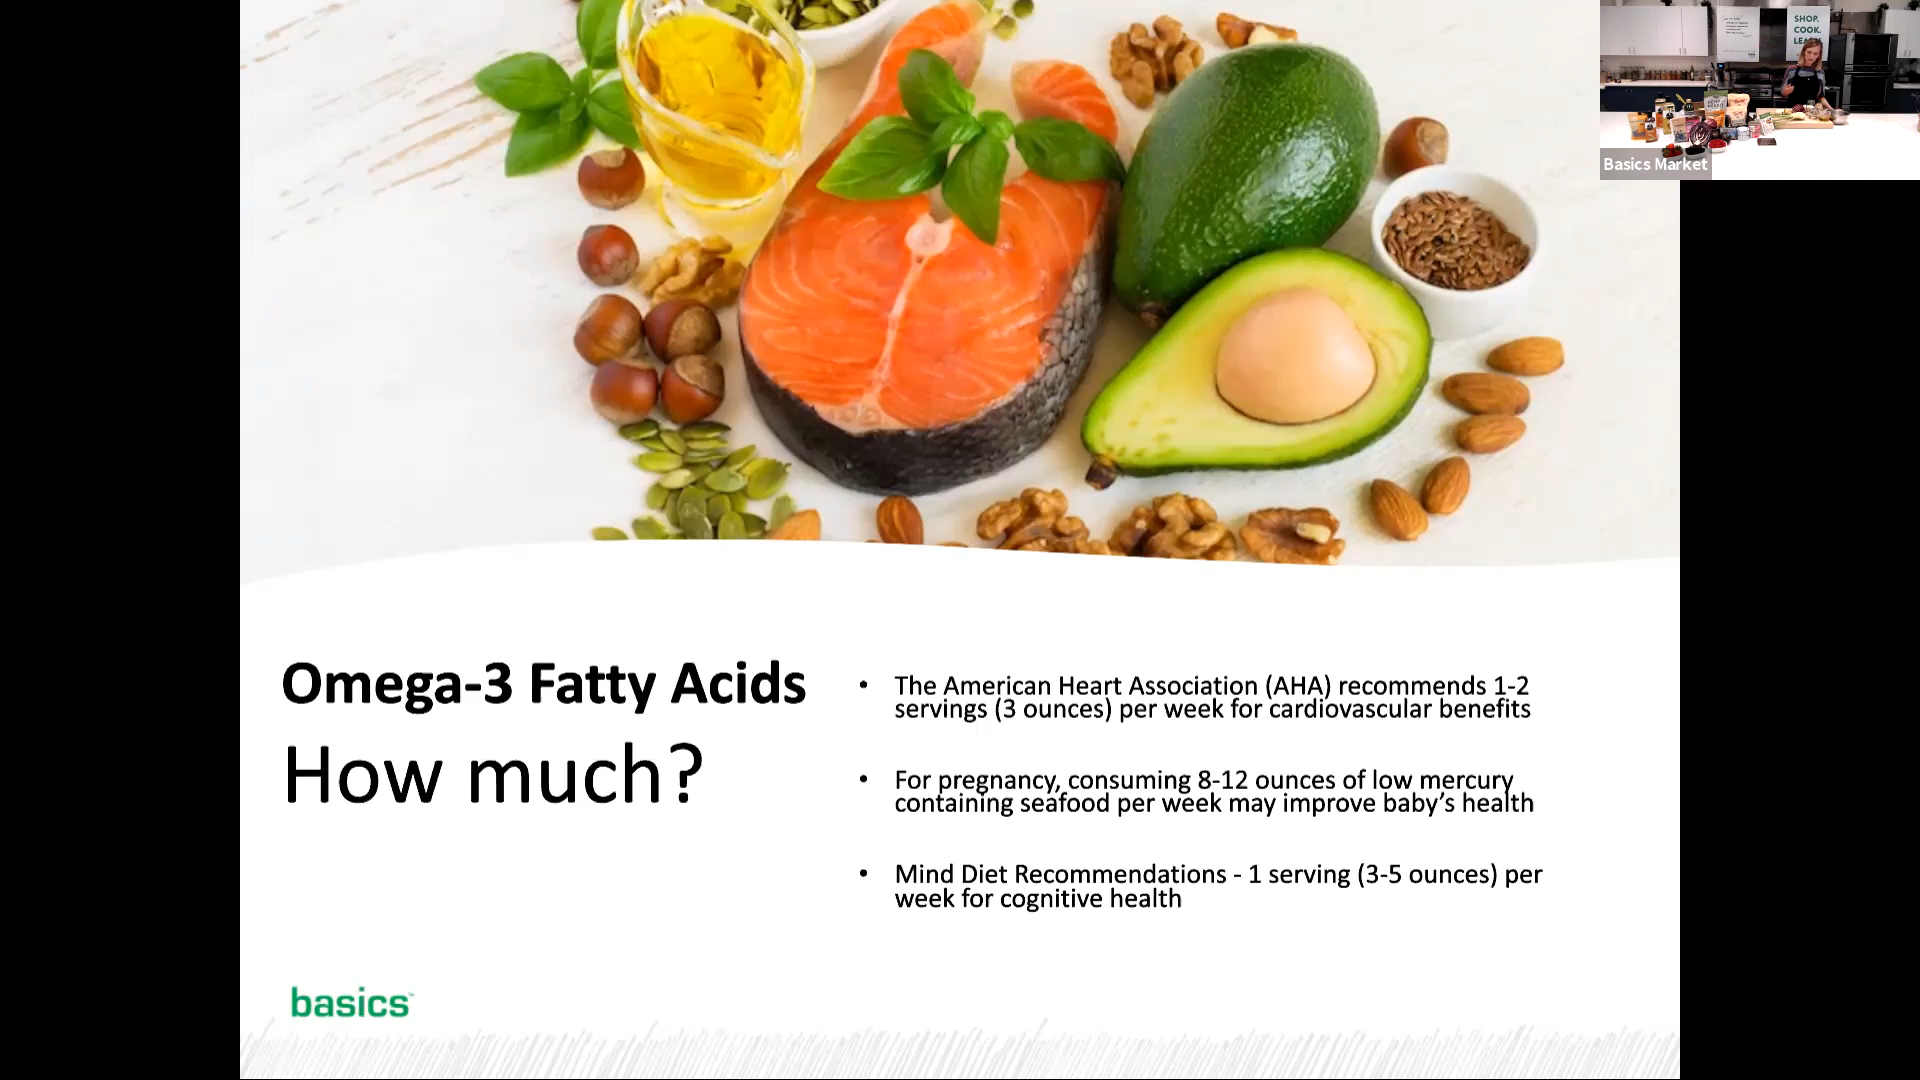 SHOP.
COOK.
Basics Market
Omega-3 Fatty Acids
How much?
• The American Heart Association (AHA) recommends 1-2
servings (3 ounces) per week for cardiovascular benefits
• For pregnancy, consuming 8-12 ounces of low mercury
containing seafood per week may improve baby’s health
• Mind Diet Recommendations - 1 serving (3-5 ounces) per
week for cognitive health
basics™